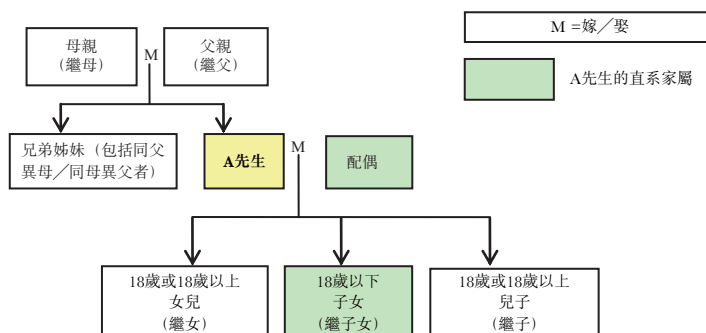 母親
(繼母)
M
父親
(繼父)
M =嫁／娶
A先生的直系家屬
兄弟姊妹（包括同父
異母／同母異父者）
A先生
M
配偶
18歲或18歲以上
女兒
(繼女)
18歲以下
子女
(繼子女)
18歲或18歲以上
兒子
(繼子)